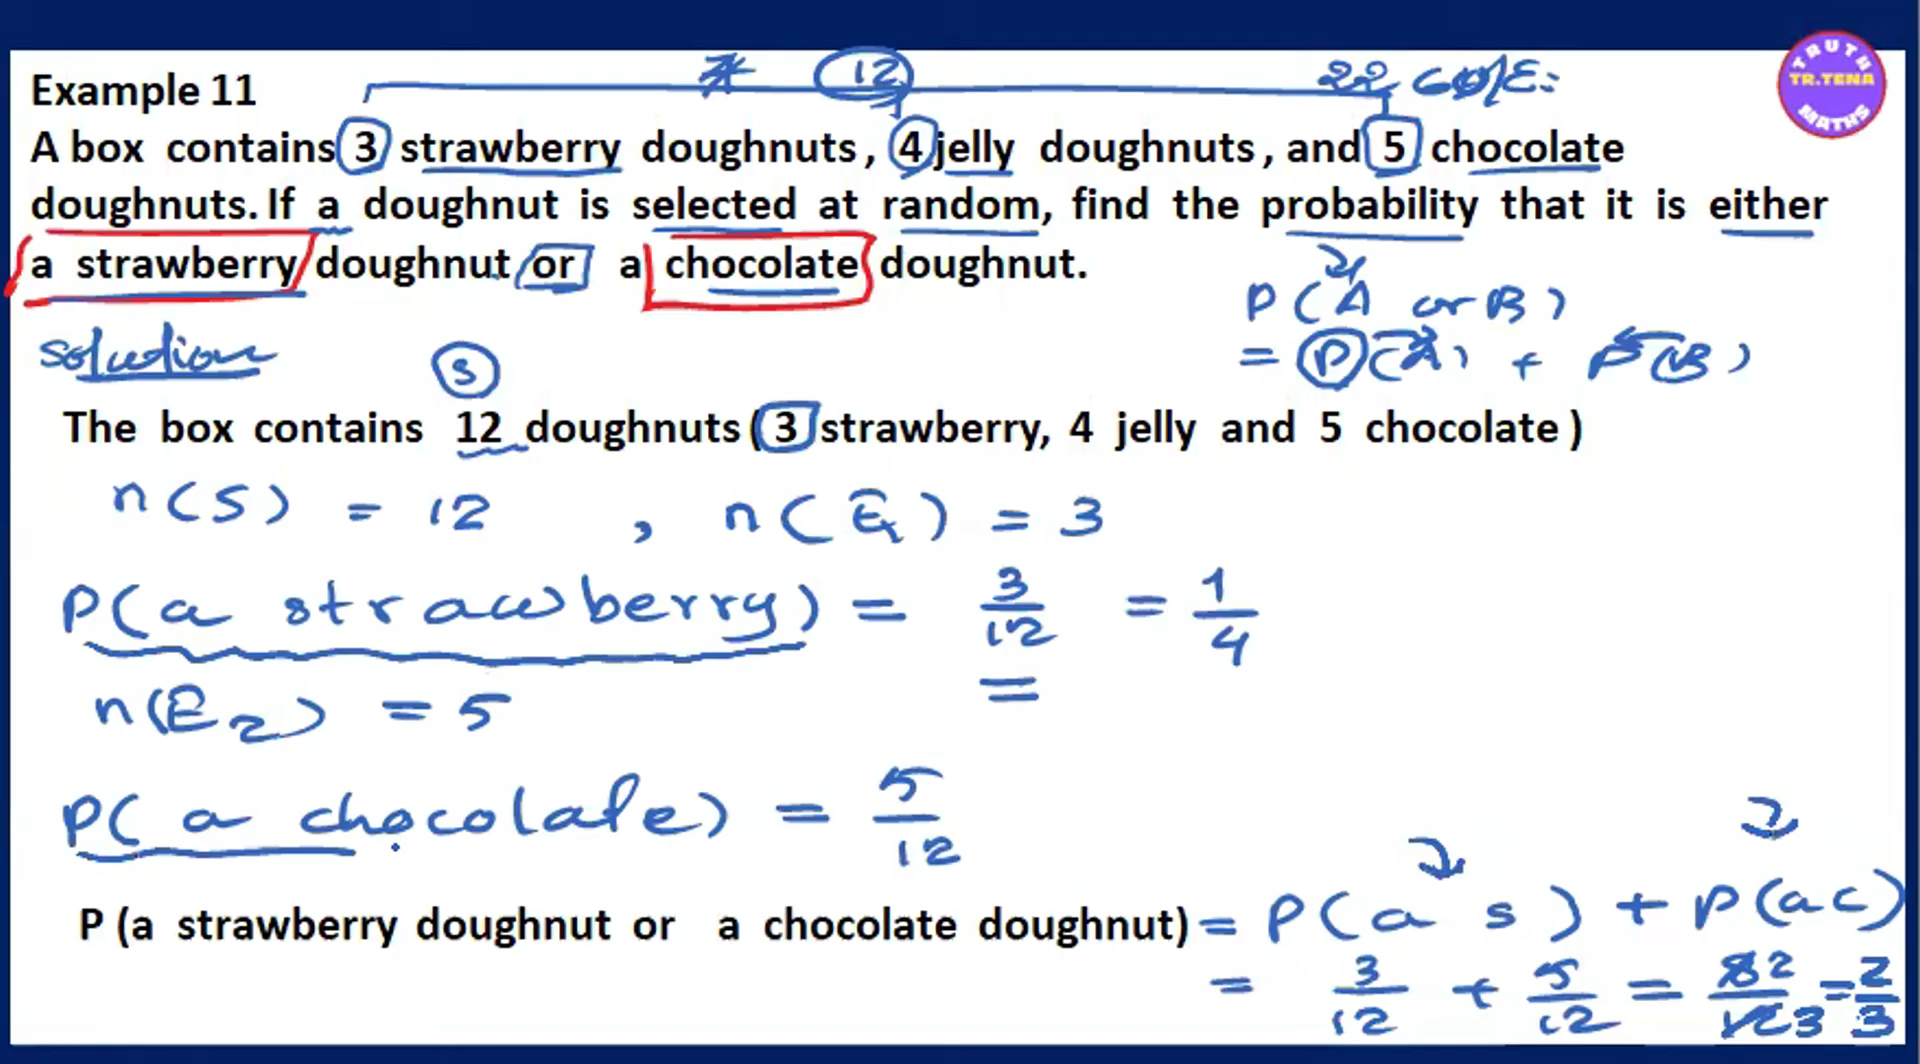 TRUTH
TR.TENA
MATHS
12
Example 11
A box contains 3 strawberry doughnuts, 4 jelly doughnuts, and 5 chocolate
doughnuts. If a doughnut is selected at random, find the probability that it is either
a strawberry doughnut or a chocolate doughnut.
P(A or B)
= P(A) + P(B)
Solution
S
The box contains 12 doughnuts (3 strawberry, 4 jelly and 5 chocolate)
n(S) = 12 , n(E1) = 3
P(a strawberry) = 3/12 = 1/4
=
n(E2) = 5
P(a chocolate) = 5/12
P (a strawberry doughnut or a chocolate doughnut) = P(a s) + P(a c)
= 3/12 + 5/12 = 8 2/12 3 = 2/3